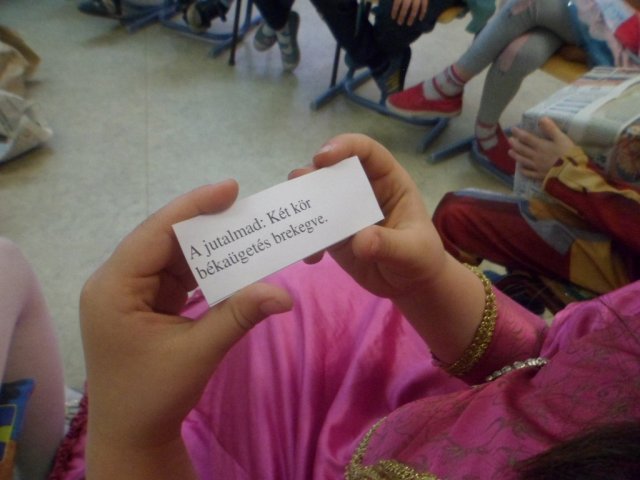 A jutalmad: Két kör
békaügetés brekegve.